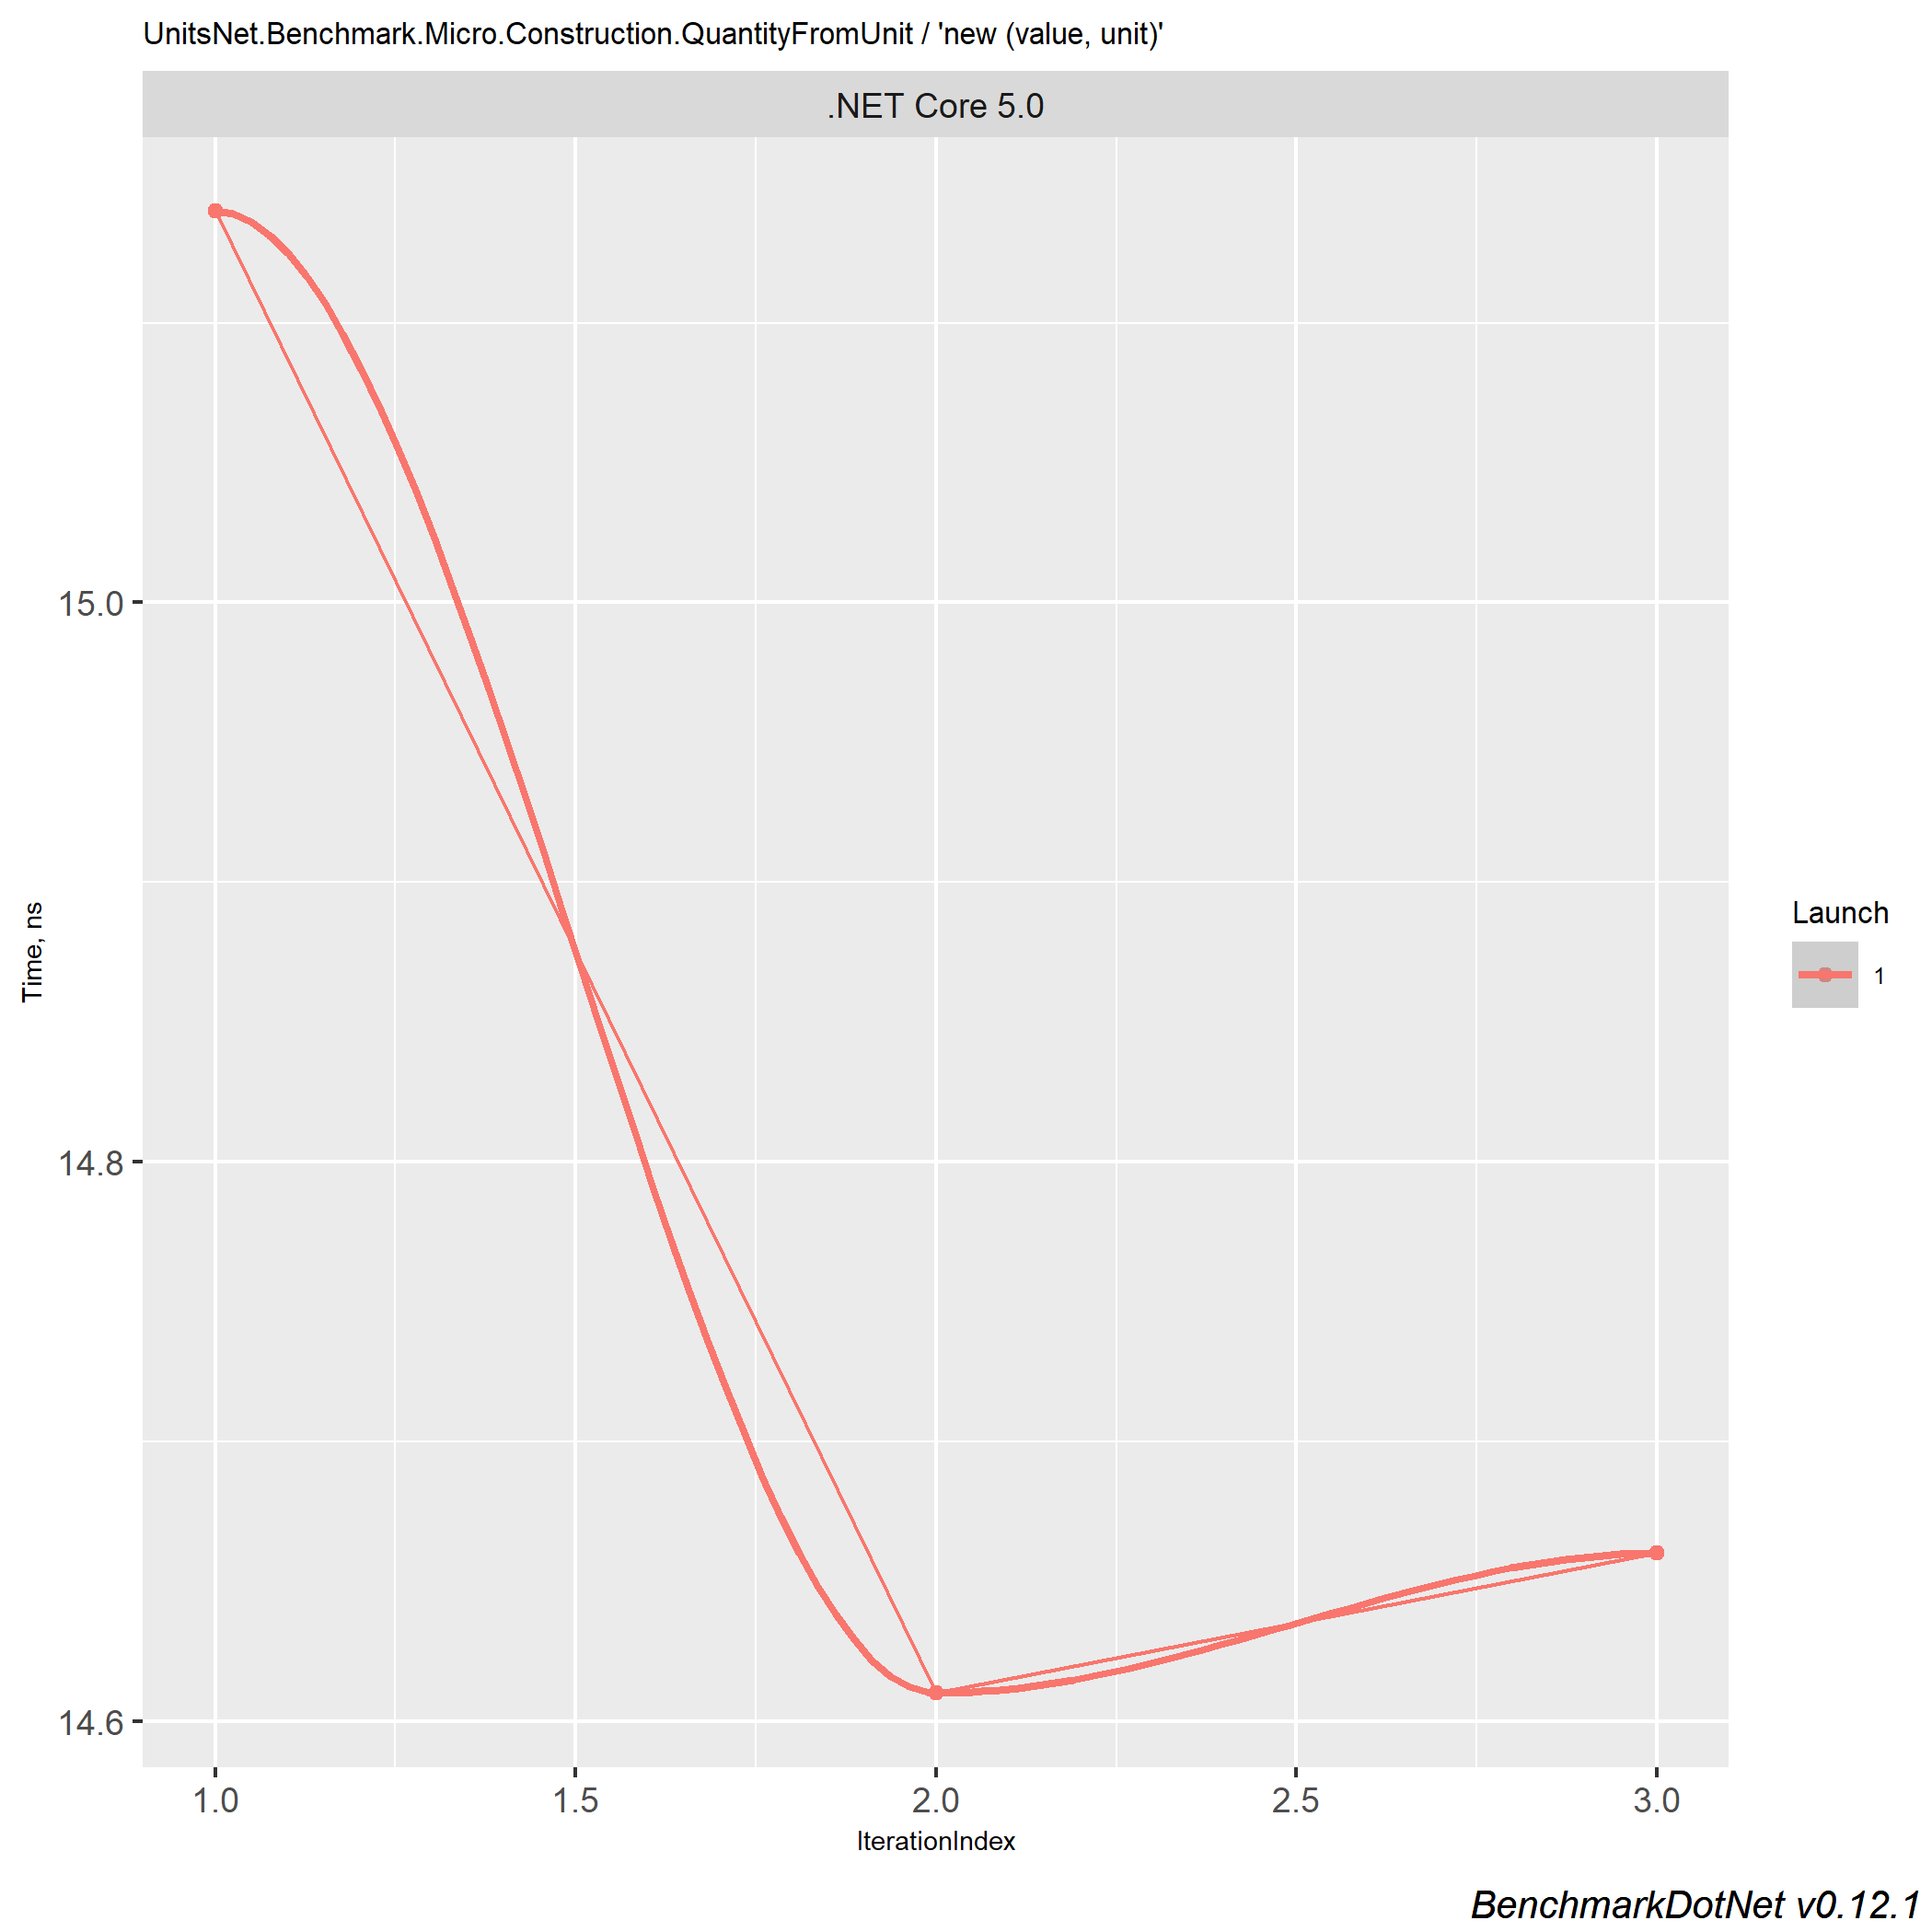 UnitsNet.Benchmark.Micro.Construction.QuantityFromUnit / 'new (value, unit)'
.NET Core 5.0
15.0
14.8
14.6
Time, ns
1.0 1.5 2.0 2.5 3.0
IterationIndex
Launch
1
BenchmarkDotNet v0.12.1